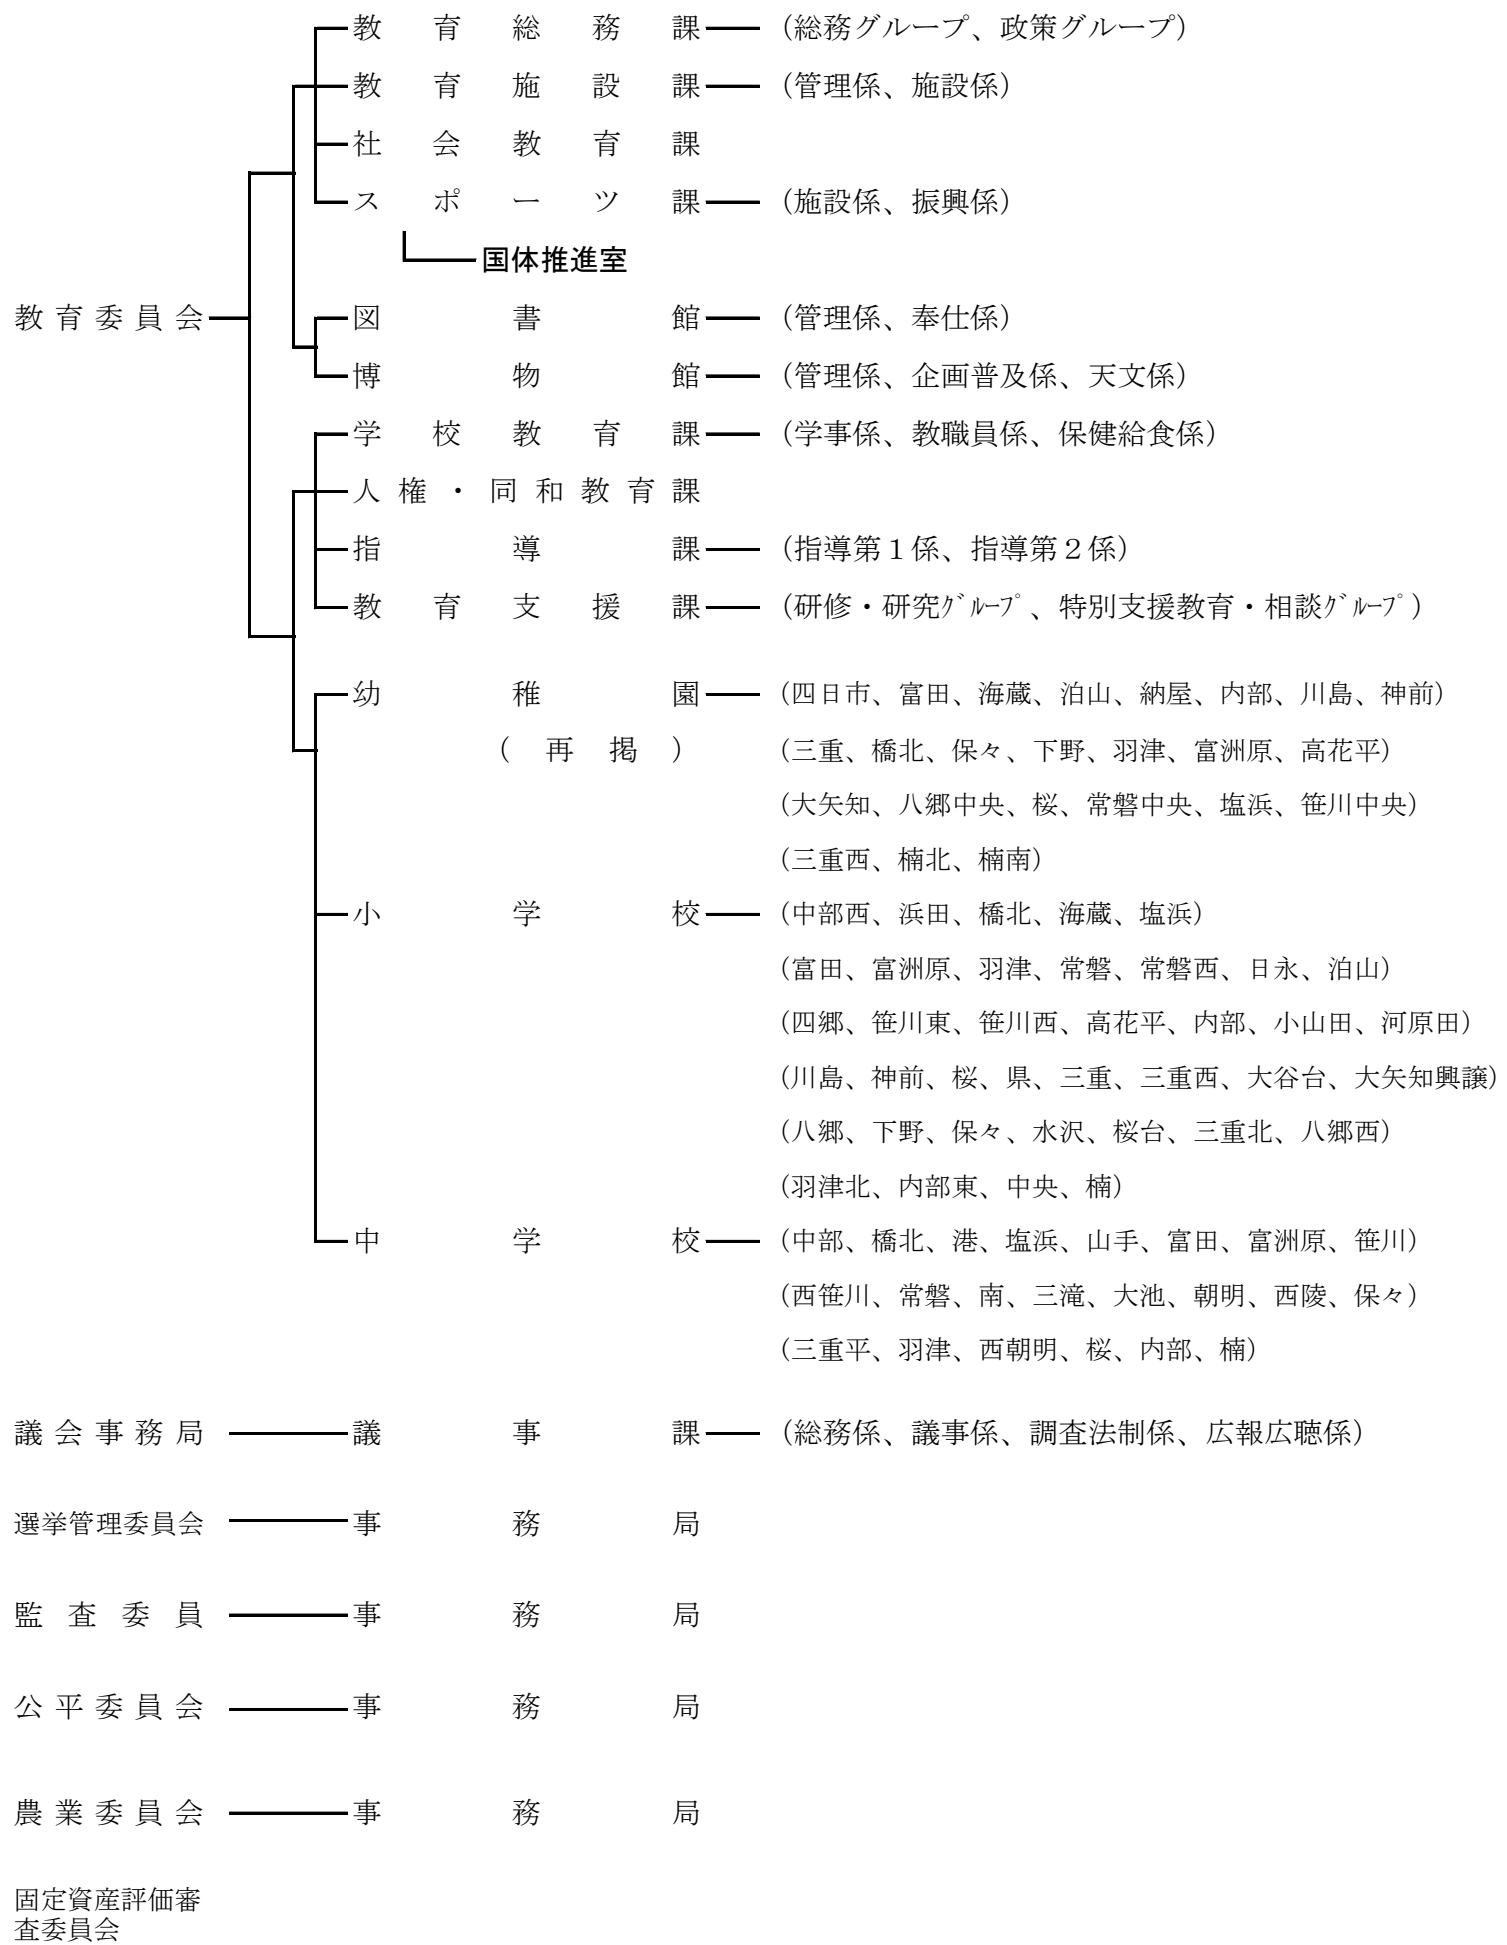 教育総務課 (総務グループ、政策グループ)
教育施設課 (管理係、施設係)
社会教育課
スポーツ課 (施設係、振興係)
国体推進室
教育委員会 図書館 (管理係、奉仕係)
博物館 (管理係、企画普及係、天文係)
学校教育課 (学事係、教職員係、保健給食係)
人権・同和教育課
指導課 (指導第1係、指導第2係)
教育支援課 (研修・研究グループ、特別支援教育・相談グループ)
幼稚園 (四日市、富田、海蔵、泊山、納屋、内部、川島、神前)
(再掲) (三重、橋北、保々、下野、羽津、富洲原、高花平)
(大矢知、八郷中央、桜、常磐中央、塩浜、笹川中央)
(三重西、楠北、楠南)
小学校 (中部西、浜田、橋北、海蔵、塩浜)
(富田、富洲原、羽津、常磐、常磐西、日永、泊山)
(四郷、笹川東、笹川西、高花平、内部、小山田、河原田)
(川島、神前、桜、県、三重、三重西、大谷台、大矢知興譲)
(八郷、下野、保々、水沢、桜台、三重北、八郷西)
(羽津北、内部東、中央、楠)
中学校 (中部、橋北、港、塩浜、山手、富田、富洲原、笹川)
(西笹川、常磐、南、三滝、大池、朝明、西陵、保々)
(三重平、羽津、西朝明、桜、内部、楠)
議会事務局 議事課 (総務係、議事係、調査法制係、広報広聴係)
選挙管理委員会 事務局
監査委員 事務局
公平委員会 事務局
農業委員会 事務局
固定資産評価審
査委員会